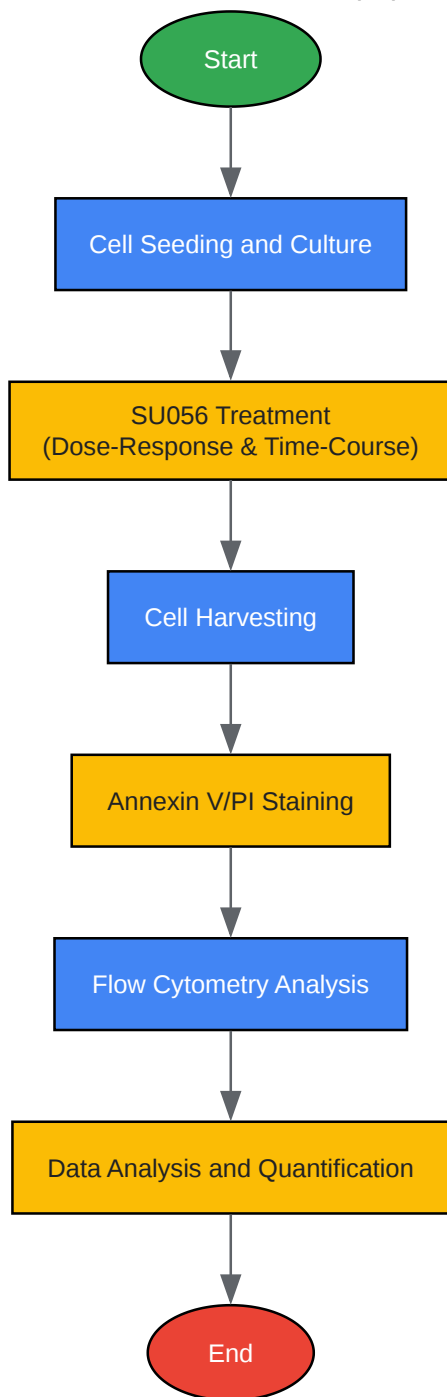 Start
Cell Seeding and Culture
SU056 Treatment
(Dose-Response & Time-Course)
Cell Harvesting
Annexin V/PI Staining
Flow Cytometry Analysis
Data Analysis and Quantification
End